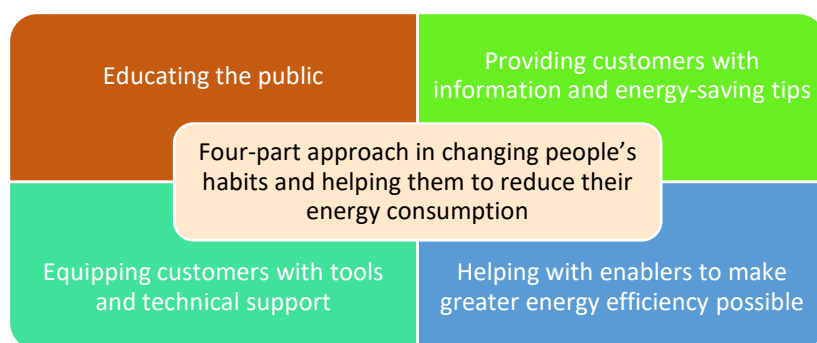 Educating the public
Providing customers with
information and energy-saving tips
Four-part approach in changing people’s
habits and helping them to reduce their
energy consumption
Equipping customers with tools
and technical support
Helping with enablers to make
greater energy efficiency possible